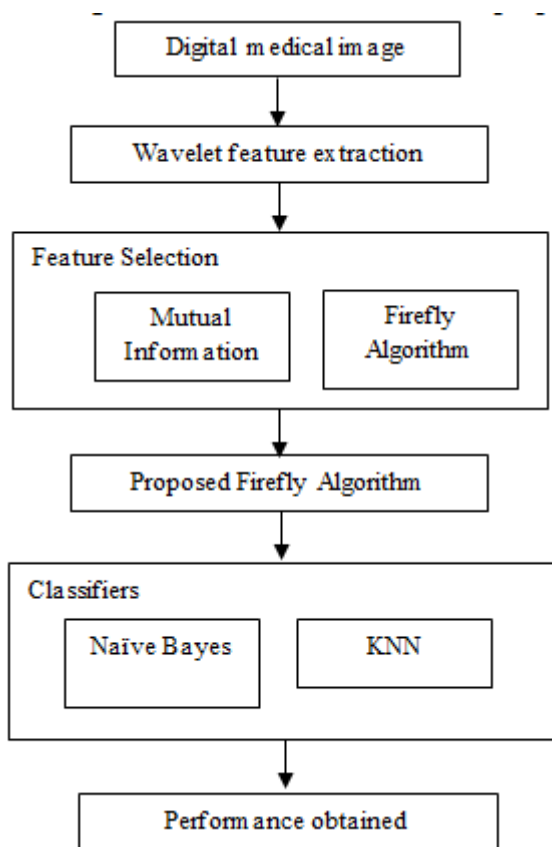 Digital medical image
Wavelet feature extraction
Feature Selection
Mutual
Information
Firefly
Algorithm
Proposed Firefly Algorithm
Classifiers
Naïve Bayes
KNN
Performance obtained